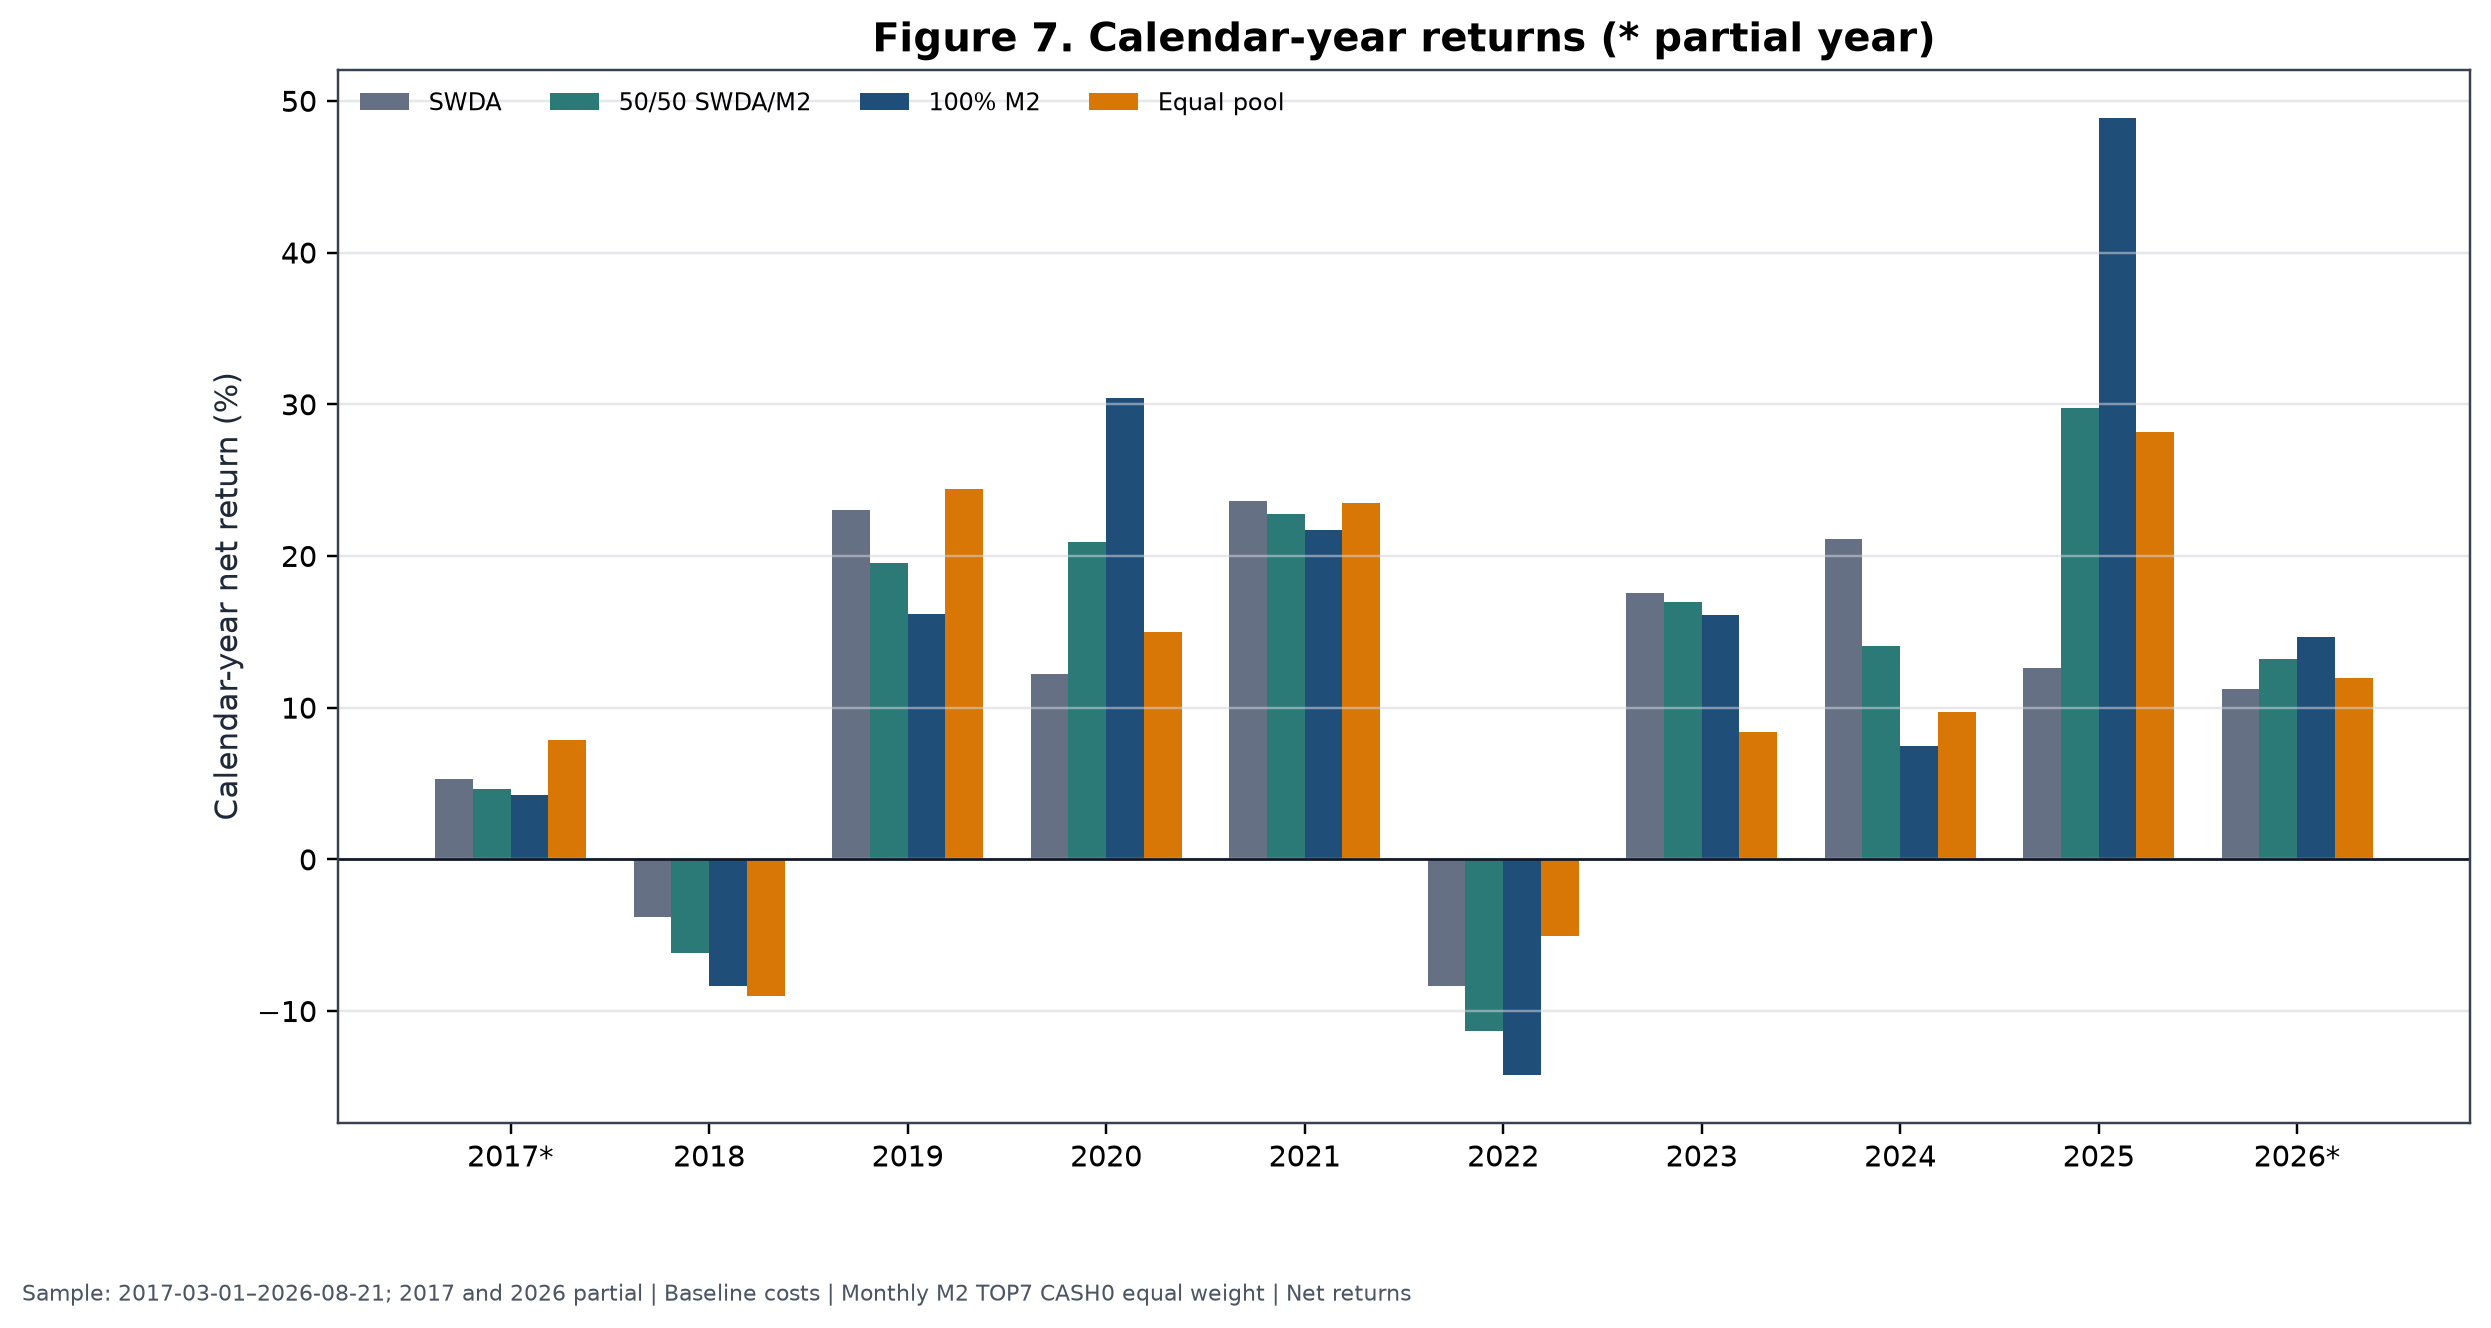 Figure 7. Calendar-year returns (* partial year)
SWDA 50/50 SWDA/M2 100% M2 Equal pool
Calendar-year net return (%)
50
40
30
20
10
0
−10
2017* 2018 2019 2020 2021 2022 2023 2024 2025 2026*
Sample: 2017-03-01–2026-08-21; 2017 and 2026 partial | Baseline costs | Monthly M2 TOP7 CASH0 equal weight | Net returns